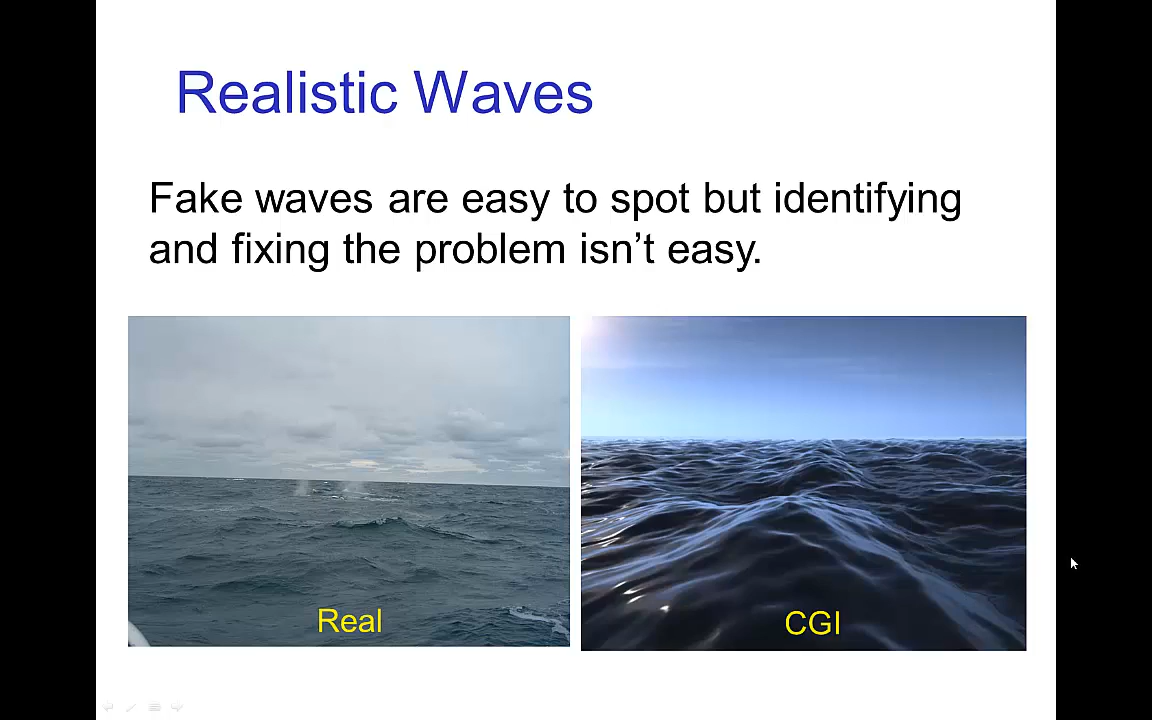 Realistic Waves
Fake waves are easy to spot but identifying
and fixing the problem isn’t easy.
Real
CGI